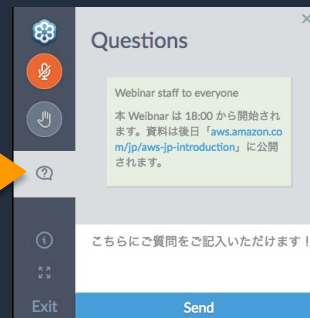 Questions
Webinar staff to everyone
本 Weibnar は 18:00 から開始され
ます。資料は後日「aws.amazon.co
m/jp/aws-jp-introduction」に公開
されます。
こちらにご質問をご記入いただけます！
Exit
Send